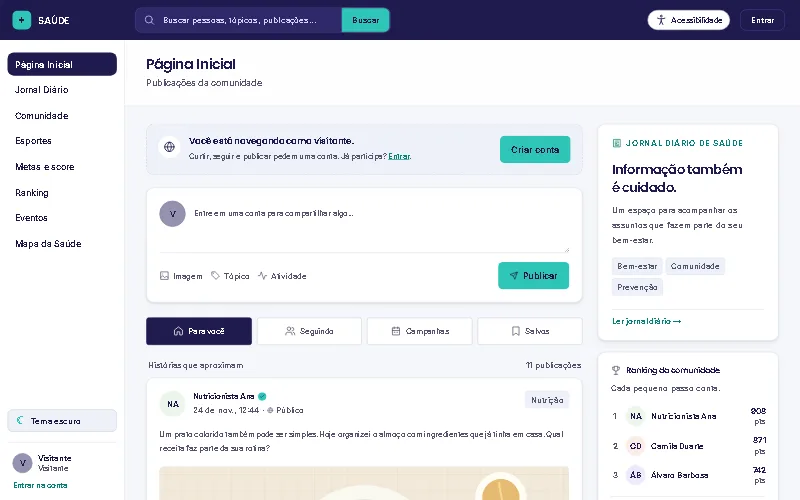 SAÚDE
Buscar pessoas, tópicos, publicações...
Buscar
Acessibilidade
Entrar
Página Inicial
Jornal Diário
Comunidade
Esportes
Metas e score
Ranking
Eventos
Mapa da Saúde
Tema escuro
V
Visitante
Visitante
Entrar na conta
Página Inicial
Publicações da comunidade
Você está navegando como visitante.
Curtir, seguir e publicar pedem uma conta. Já participa? Entrar.
Criar conta
V
Entre em uma conta para compartilhar algo...
Imagem
Tópico
Atividade
Publicar
Para você
Seguindo
Campanhas
Salvos
Histórias que aproximam
11 publicações
NA
Nutricionista Ana
24 de nov., 12:44 · Público
Nutrição
Um prato colorido também pode ser simples. Hoje organizei o almoço com ingredientes que já tinha em casa. Qual
receita faz parte da sua rotina?
JORNAL DIÁRIO DE SAÚDE
Informação também
é cuidado.
Um espaço para acompanhar os
assuntos que fazem parte do seu
bem-estar.
Bem-estar
Comunidade
Prevenção
Ler jornal diário →
Ranking da comunidade
Cada pequeno passo conta.
1 NA Nutricionista Ana 908 pts
2 CD Camila Duarte 871 pts
3 ÁB Álvaro Barbosa 742 pts